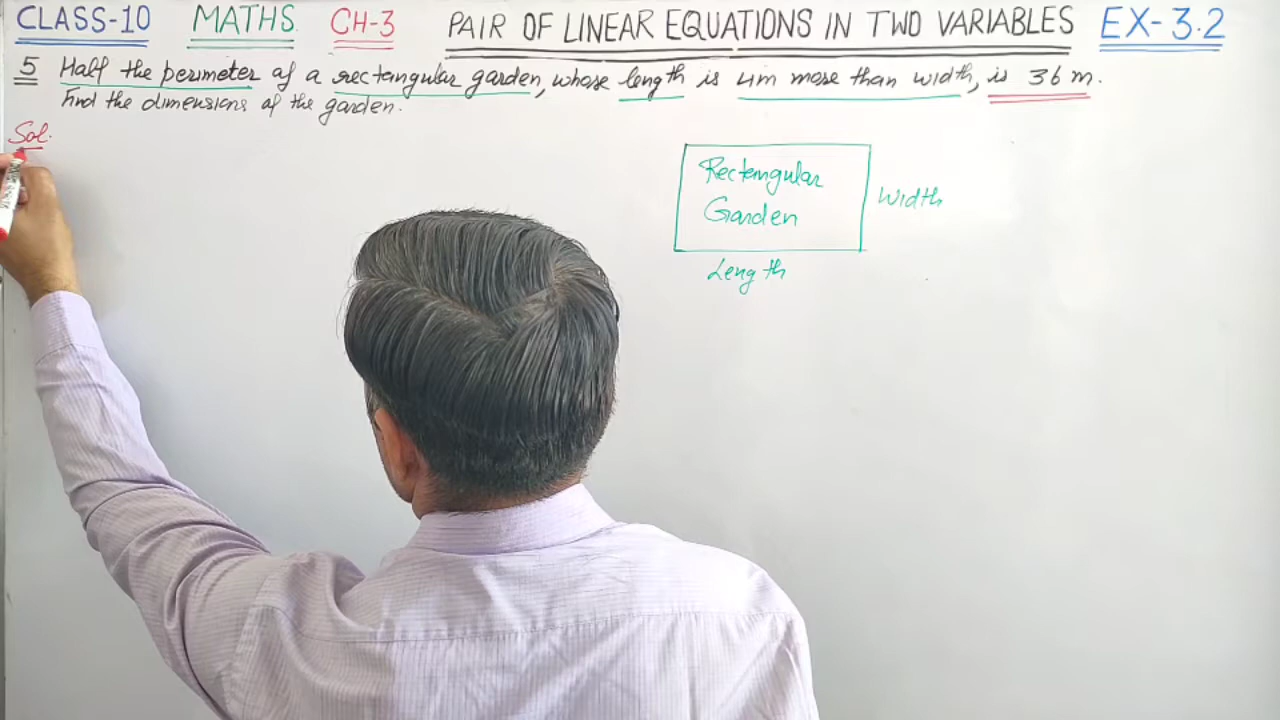 CLASS-10 MATHS CH-3 PAIR OF LINEAR EQUATIONS IN TWO VARIABLES EX-3.2
5 Half the perimeter of a rectangular garden, whose length is 4m more than width, is 36 m.
Find the dimensions of the garden.
Sol.
Rectangular
Garden
Width
Length